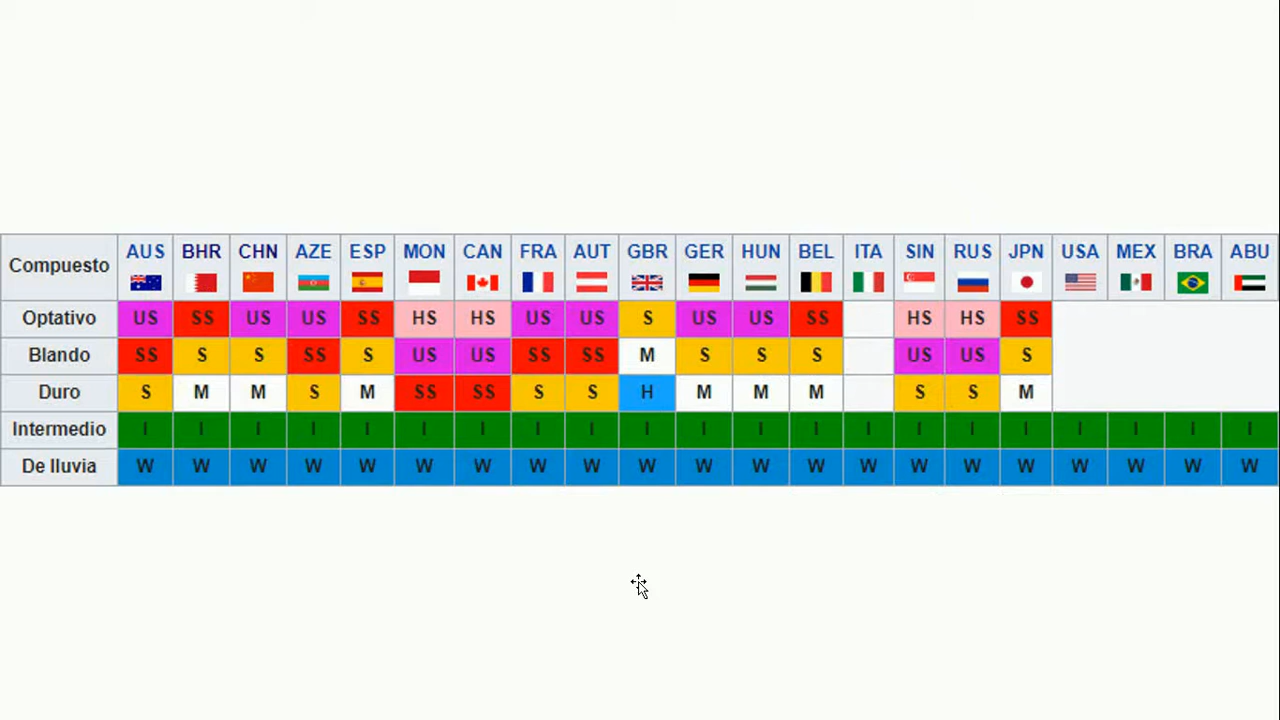 Compuesto AUS BHR CHN AZE ESP MON CAN FRA AUT GBR GER HUN BEL ITA SIN RUS JPN USA MEX BRA ABU
Optativo US SS US US SS HS HS US US S US US SS HS HS SS
Blando SS S S SS S US US SS SS M S S S US US S
Duro S M M S M SS SS S S H M M M S S M
Intermedio I I I I I I I I I I I I I I I I I I I I I
De lluvia W W W W W W W W W W W W W W W W W W W W W